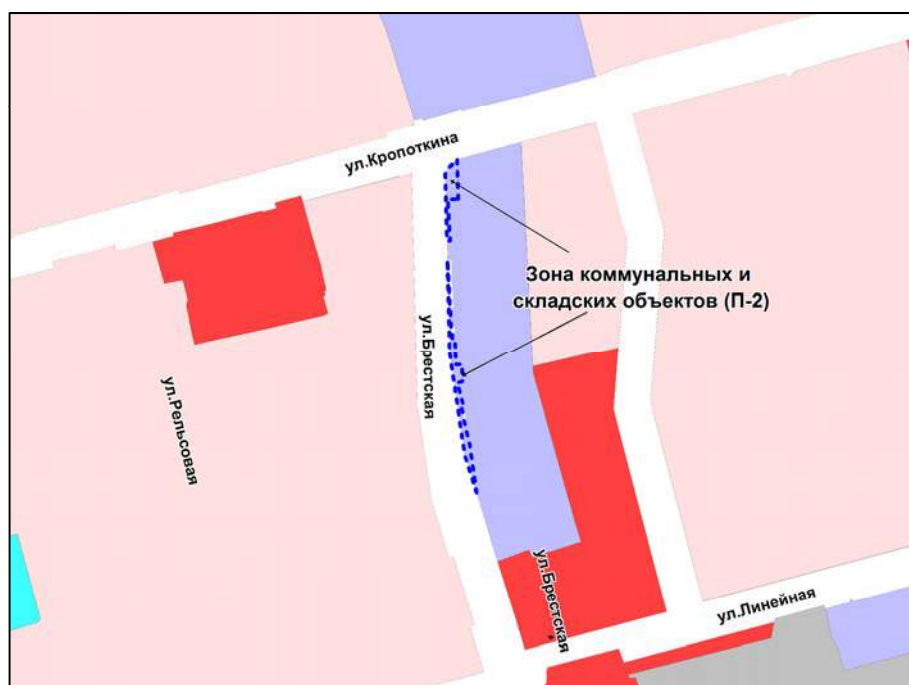 ул.Кропоткина
Зона коммунальных и
складских объектов (П-2)
ул.Брестская
ул.Рельсовая
ул.Брестская
ул.Линейная